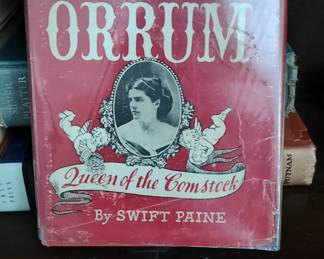 ORRUM
Queen of the Comstock
By SWIFT PAINE
PUTNAM